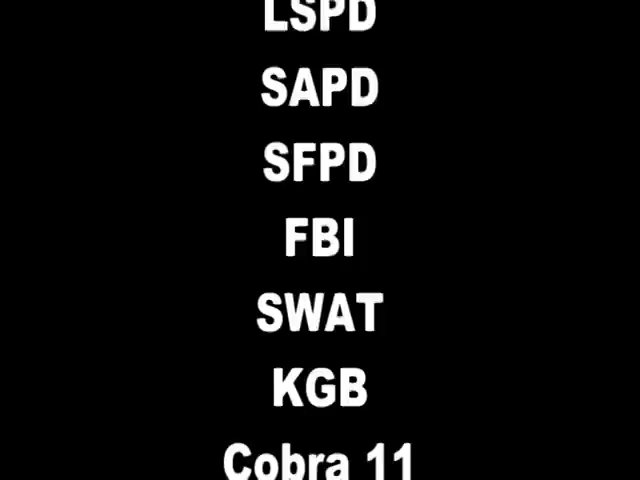 LSPD
SAPD
SFPD
FBI
SWAT
KGB
Cobra 11